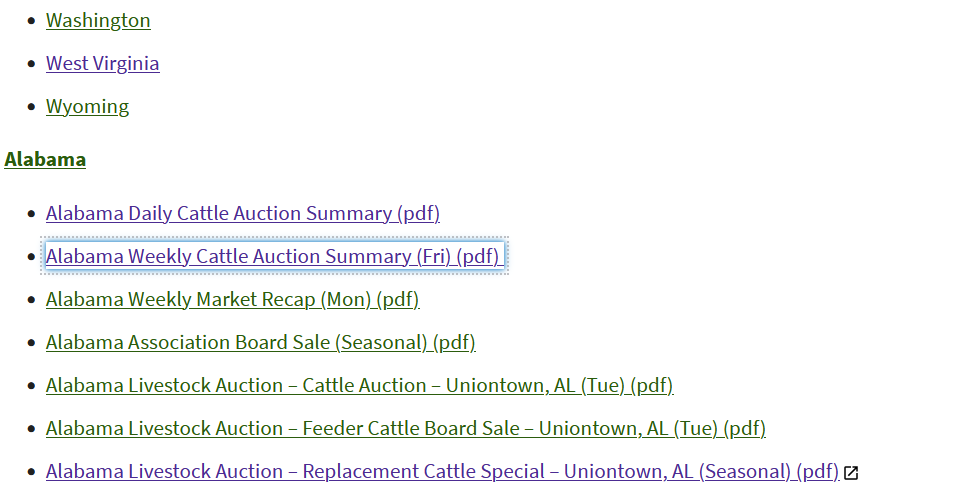 Washington
West Virginia
Wyoming
Alabama
Alabama Daily Cattle Auction Summary (pdf)
Alabama Weekly Cattle Auction Summary (Fri) (pdf)
Alabama Weekly Market Recap (Mon) (pdf)
Alabama Association Board Sale (Seasonal) (pdf)
Alabama Livestock Auction – Cattle Auction – Uniontown, AL (Tue) (pdf)
Alabama Livestock Auction – Feeder Cattle Board Sale – Uniontown, AL (Tue) (pdf)
Alabama Livestock Auction – Replacement Cattle Special – Uniontown, AL (Seasonal) (pdf)